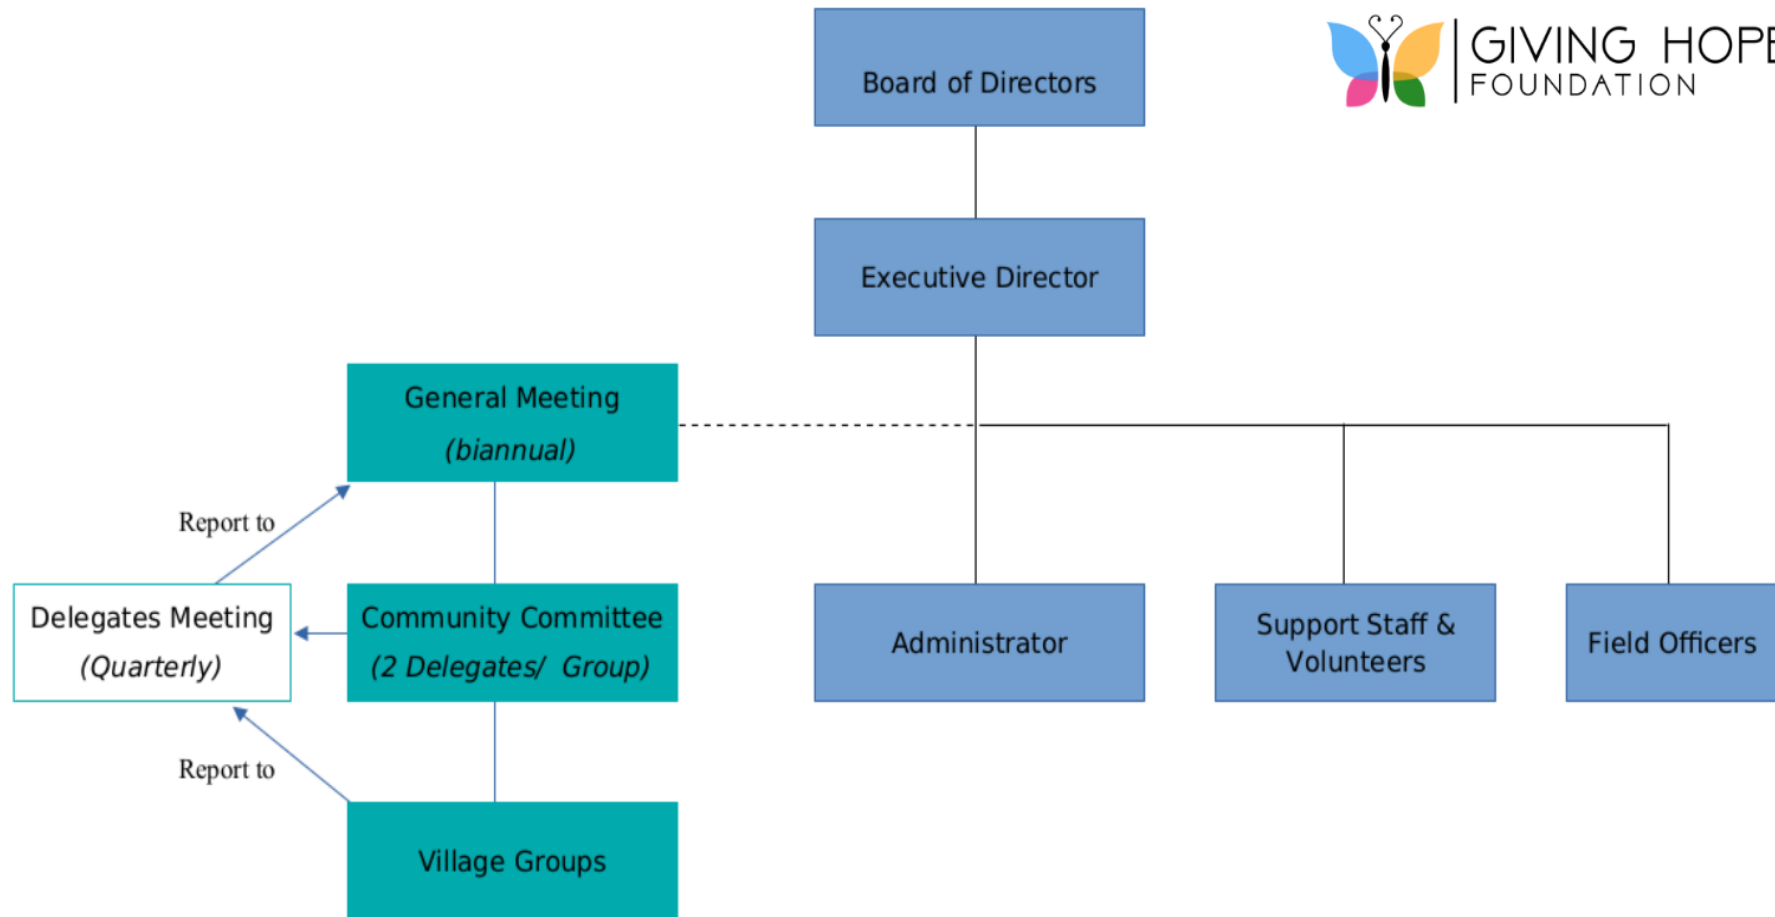 GIVING HOPE
FOUNDATION
Board of Directors
Executive Director
General Meeting
(biannual)
Report to
Delegates Meeting
(Quarterly)
Community Committee
(2 Delegates/ Group)
Administrator
Support Staff &
Volunteers
Field Officers
Report to
Village Groups